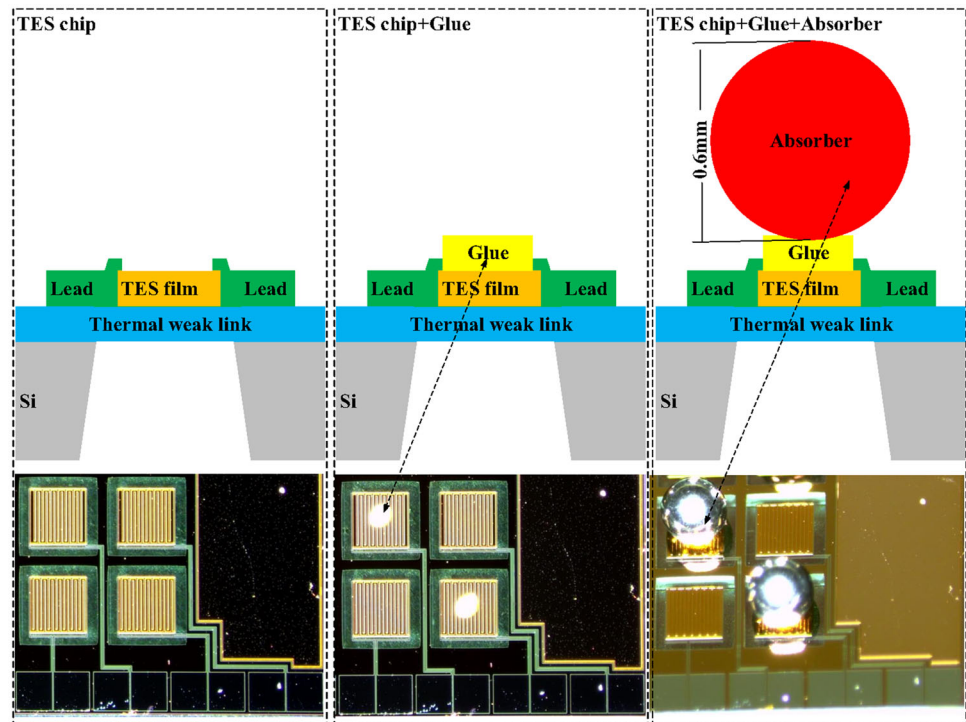 TES chip
Lead
TES film
Lead
Thermal weak link
Si
TES chip+Glue
Glue
Lead
TES film
Lead
Thermal weak link
Si
TES chip+Glue+Absorber
Absorber
0.6mm
Glue
Lead
TES film
Lead
Thermal weak link
Si